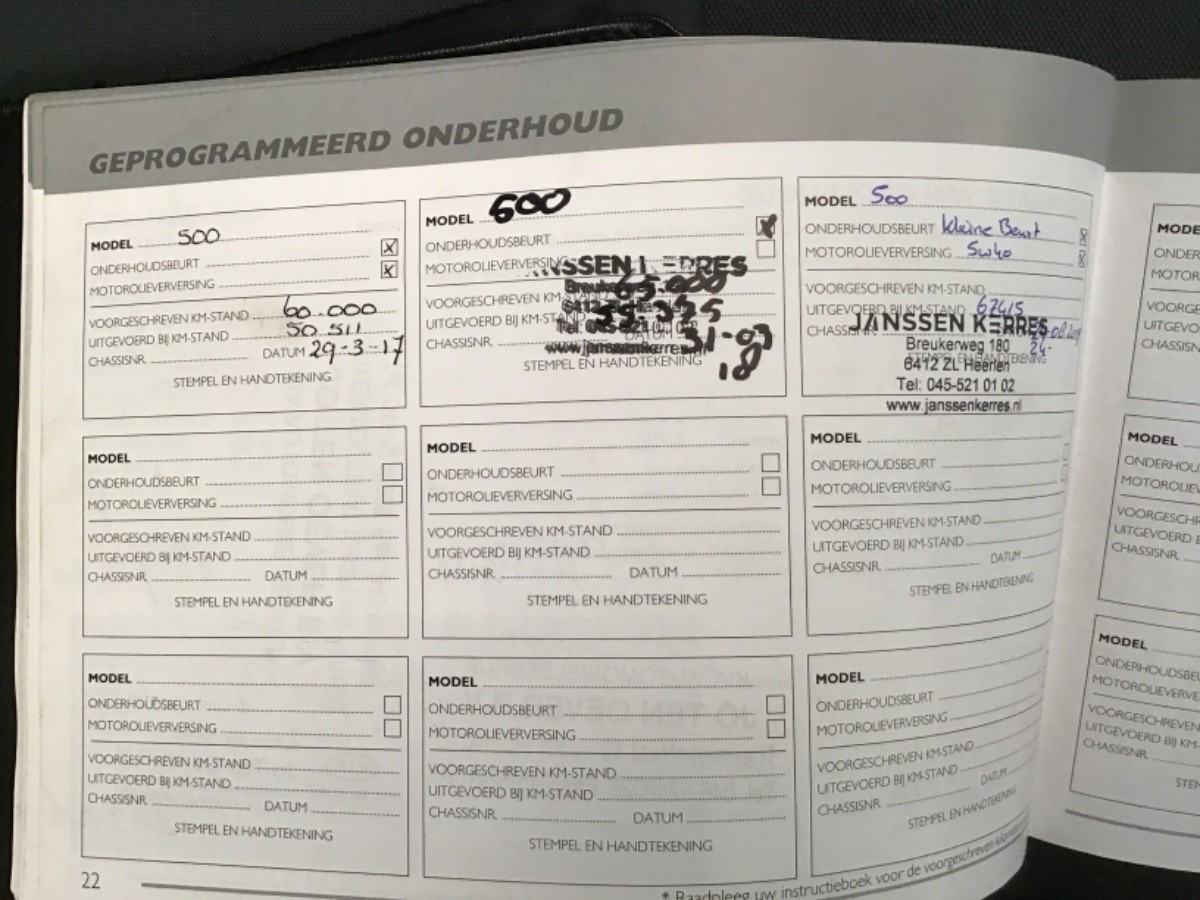 GEPROGRAMMEERD ONDERHOUD
MODEL 500
ONDERHOUDSBEURT x
MOTOROLIEVERVERSING x
VOORGESCHREVEN KM-STAND 60.000
UITGEVOERD BIJ KM-STAND 50.511
CHASSISNR. DATUM 29-3-17
STEMPEL EN HANDTEKENING
MODEL 500
ONDERHOUDSBEURT x
MOTOROLIEVERVERSING
JANSSEN KERRES
VOORGESCHREVEN KM-STAND 65.000
UITGEVOERD BIJ KM-STAND
CHASSISNR. DATUM 31-03
18
www.janssenkerres.nl
STEMPEL EN HANDTEKENING
MODEL 500
ONDERHOUDSBEURT kleine Beurt x
MOTOROLIEVERVERSING 5w40 x
VOORGESCHREVEN KM-STAND
UITGEVOERD BIJ KM-STAND 67415
CHASSISNR.
JANSSEN KERRES
Breukerweg 180
6412 ZL Heerlen
Tel: 045-521 01 02
www.janssenkerres.nl
MODEL
ONDERHOUDSBEURT
MOTOROLIEVERVERSING
VOORGESCHREVEN KM-STAND
UITGEVOERD BIJ KM-STAND
CHASSISNR. DATUM
STEMPEL EN HANDTEKENING
MODEL
ONDERHOUDSBEURT
MOTOROLIEVERVERSING
VOORGESCHREVEN KM-STAND
UITGEVOERD BIJ KM-STAND
CHASSISNR. DATUM
STEMPEL EN HANDTEKENING
MODEL
ONDERHOUDSBEURT
MOTOROLIEVERVERSING
VOORGESCHREVEN KM-STAND
UITGEVOERD BIJ KM-STAND
CHASSISNR. DATUM
STEMPEL EN HANDTEKENING
MODEL
ONDERHOUDSBEURT
MOTOROLIEVERVERSING
VOORGESCHREVEN KM-STAND
UITGEVOERD BIJ KM-STAND
CHASSISNR. DATUM
STEMPEL EN HANDTEKENING
MODEL
ONDERHOUDSBEURT
MOTOROLIEVERVERSING
VOORGESCHREVEN KM-STAND
UITGEVOERD BIJ KM-STAND
CHASSISNR. DATUM
STEMPEL EN HANDTEKENING
MODEL
ONDERHOUDSBEURT
MOTOROLIEVERVERSING
VOORGESCHREVEN KM-STAND
UITGEVOERD BIJ KM-STAND
CHASSISNR. DATUM
STEMPEL EN HANDTEKENING
22
* Raadpleeg uw instructieboek voor de voorgeschreven
MODEL
CHASSISN
MODEL
CHASSISNR.
MODEL
CHASSISNR.